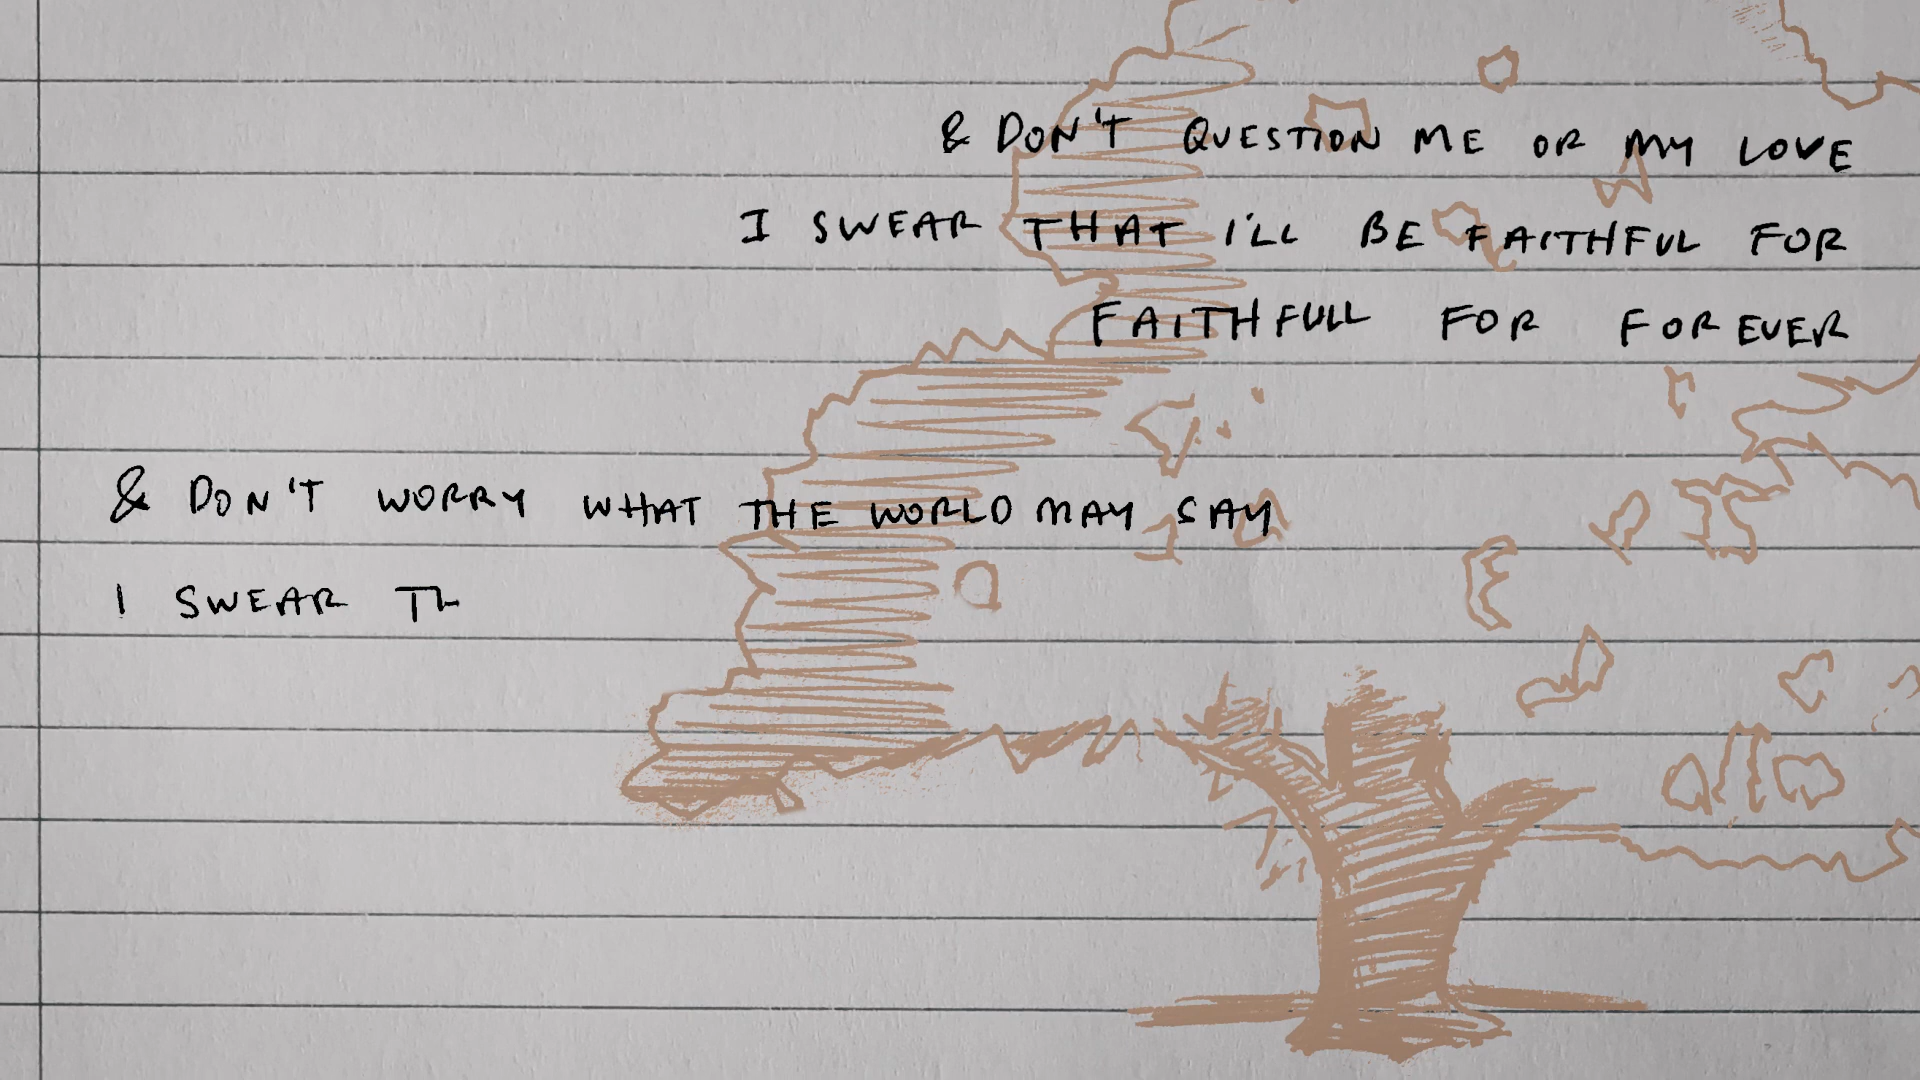 & DON'T QUESTION ME OR MY LOVE
I SWEAR THAT I'LL BE FAITHFUL FOR
FAITHFULL FOR FOREVER
& DON'T WORRY WHAT THE WORLD MAY SAY
I SWEAR TH